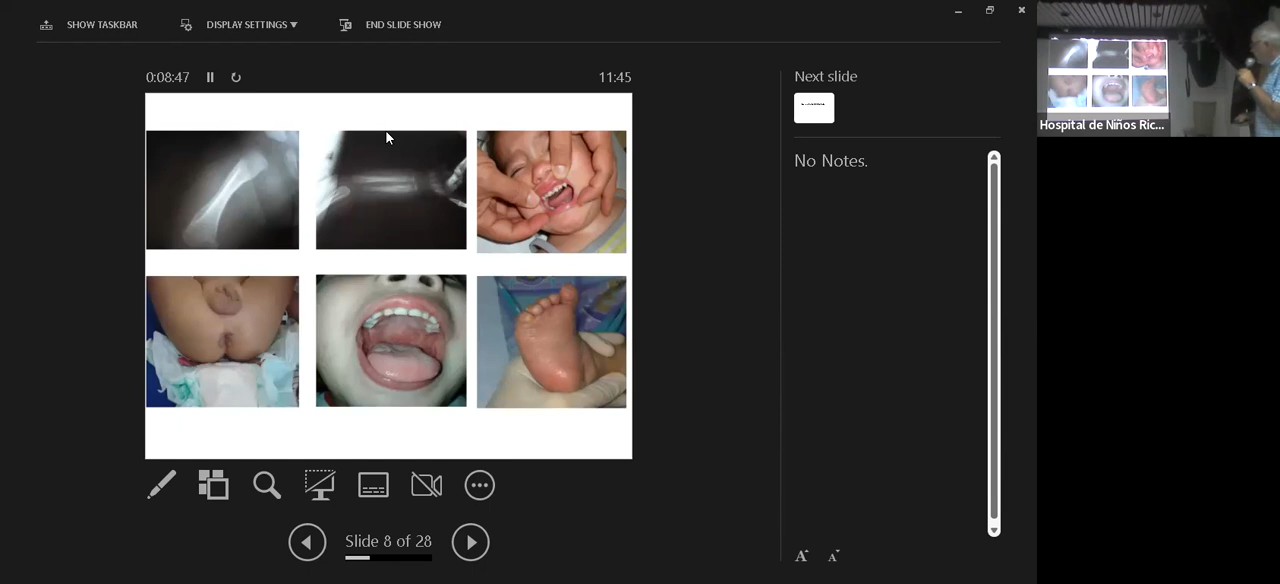 SHOW TASKBAR
DISPLAY SETTINGS
END SLIDE SHOW
0:08:47
11:45
Next slide
No Notes.
Hospital de Niños Ric...
Slide 8 of 28
A
A